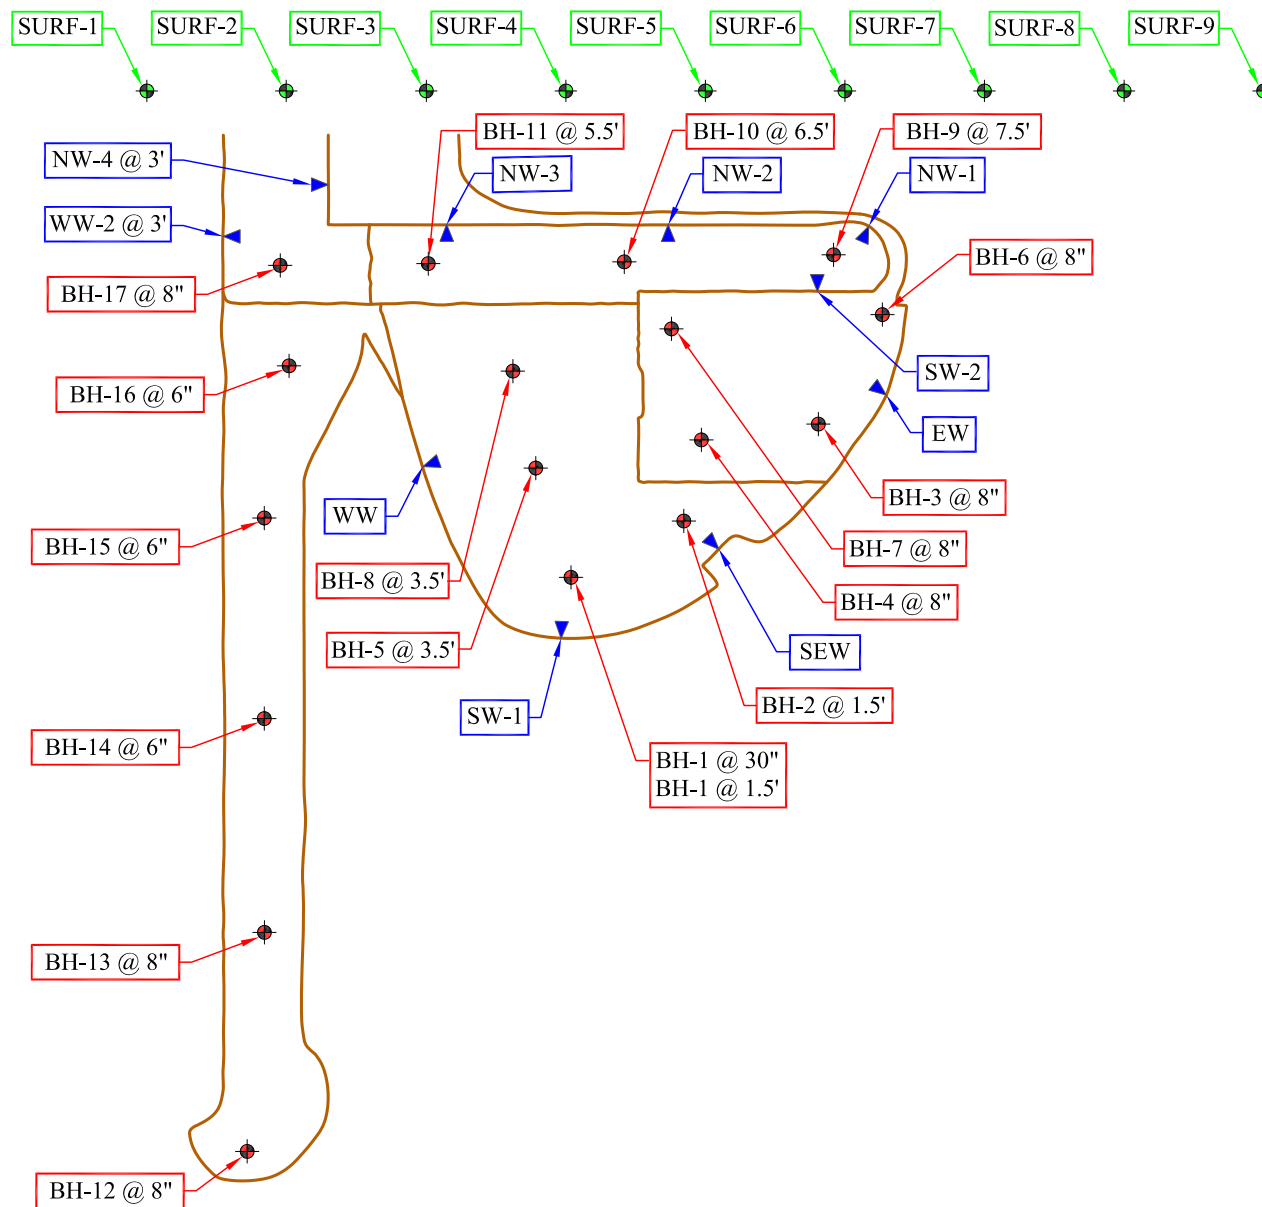 SURF-1
SURF-2
SURF-3
SURF-4
SURF-5
SURF-6
SURF-7
SURF-8
SURF-9
BH-11 @ 5.5'
BH-10 @ 6.5'
BH-9 @ 7.5'
NW-4 @ 3'
NW-3
NW-2
NW-1
WW-2 @ 3'
BH-6 @ 8"
BH-17 @ 8"
SW-2
BH-16 @ 6"
EW
BH-3 @ 8"
WW
BH-15 @ 6"
BH-7 @ 8"
BH-8 @ 3.5'
BH-4 @ 8"
BH-5 @ 3.5'
SEW
BH-2 @ 1.5'
SW-1
BH-14 @ 6"
BH-1 @ 30"
BH-1 @ 1.5'
BH-13 @ 8"
BH-12 @ 8"